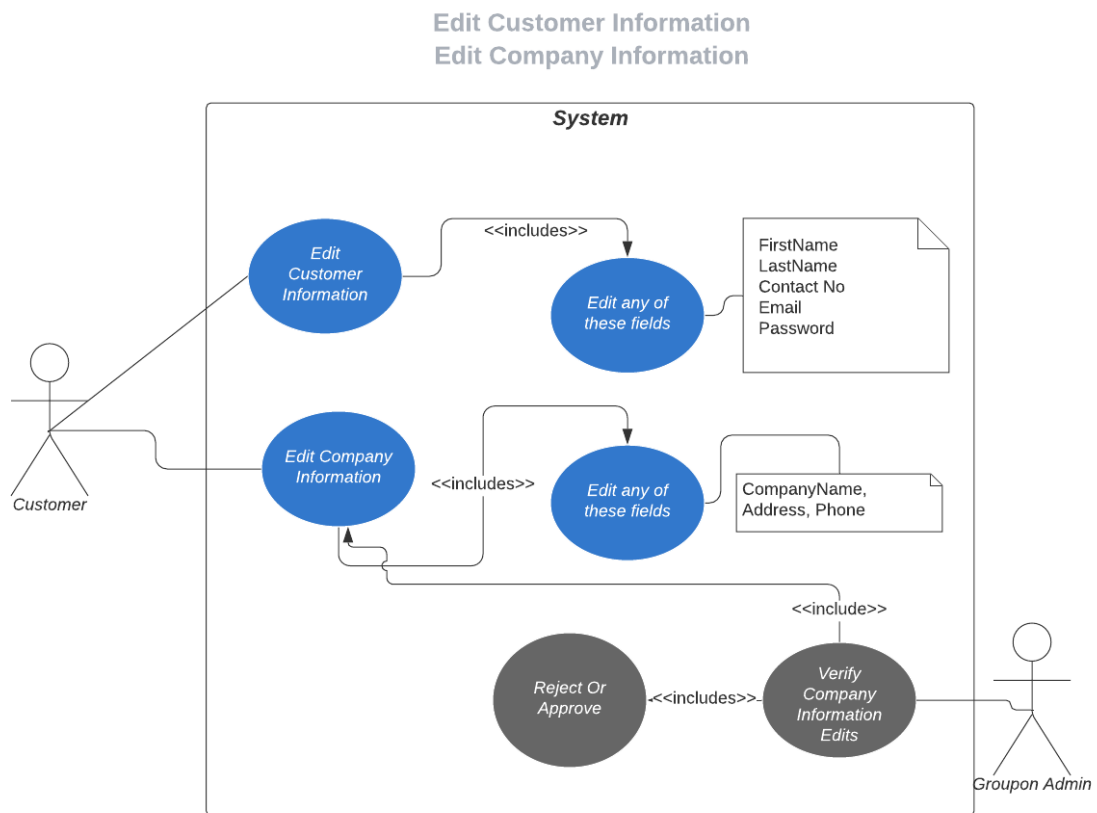 Edit Customer Information
Edit Company Information
System
Edit
Customer
Information
<<includes>>
Edit any of
these fields
FirstName
LastName
Contact No
Email
Password
Customer
Edit Company
Information
<<includes>>
Edit any of
these fields
CompanyName,
Address, Phone
<<include>>
Reject Or
Approve
<<includes>>
Verify
Company
Information
Edits
Groupon Admin